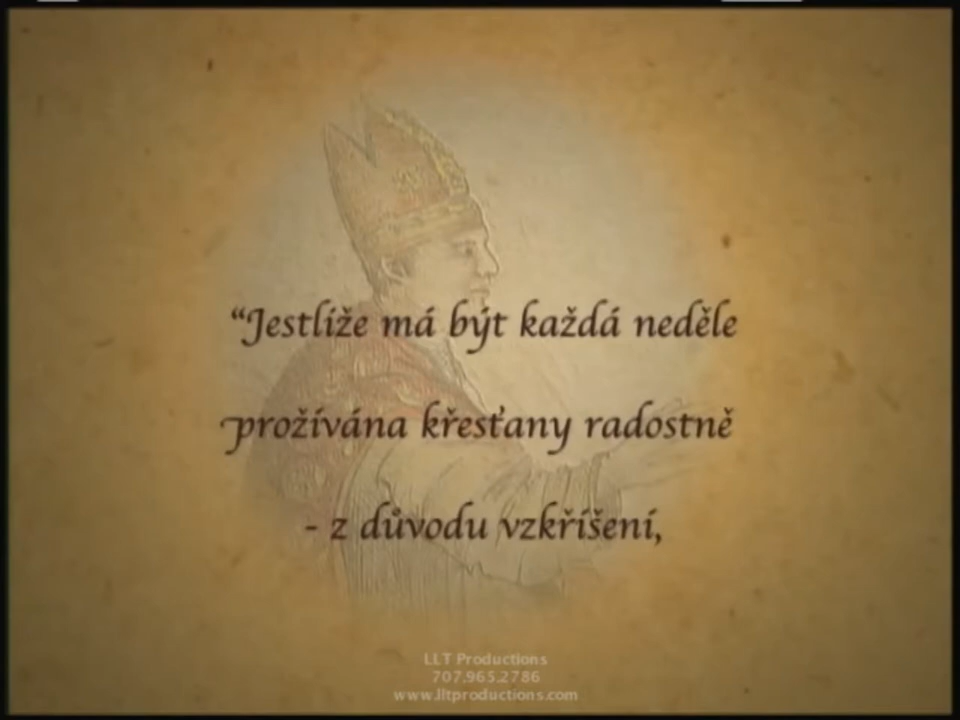 “Jestliže má být každá neděle
prožívána křesťany radostně
- z důvodu vzkříšení,
LLT Productions
707.965.2786
www.lltproductions.com